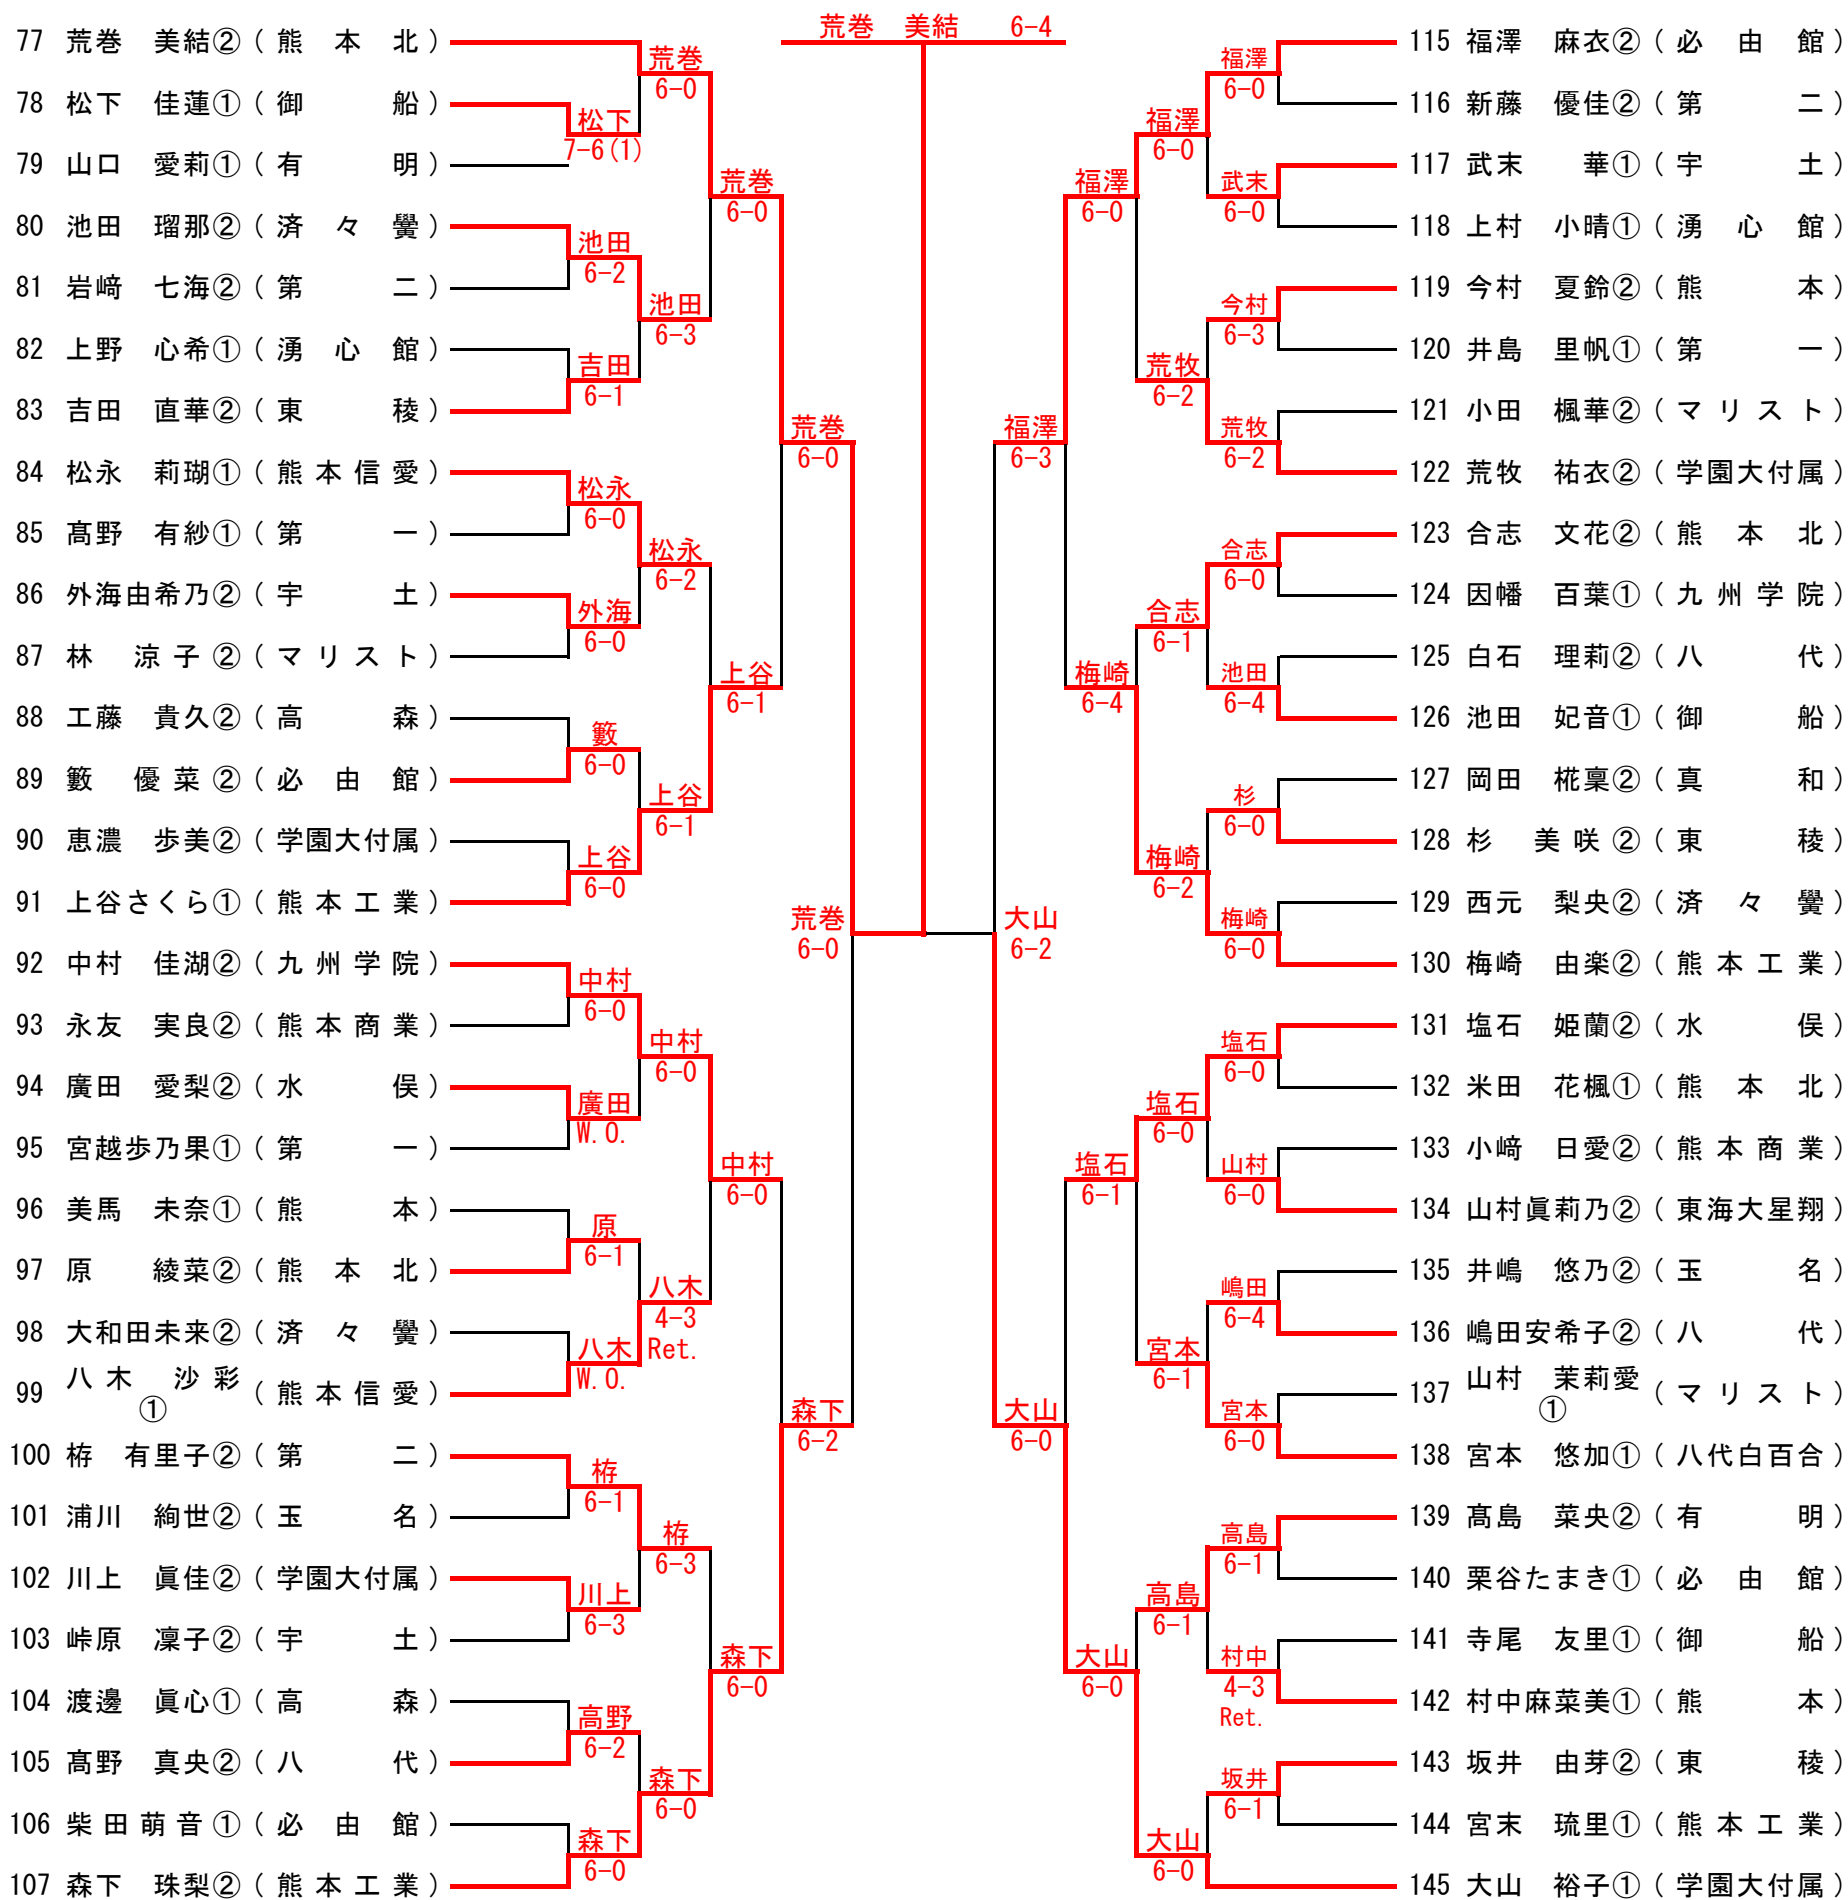 荒巻 美結 6-4
77 荒巻 美結② ( 熊 本 北 )
78 松下 佳蓮① ( 御 船 )
79 山口 愛莉① ( 有 明 )
80 池田 瑠那② ( 済 々 黌 )
81 岩﨑 七海② ( 第 二 )
82 上野 心希① ( 湧 心 館 )
83 吉田 直華② ( 東 稜 )
84 松永 莉瑚① ( 熊 本 信 愛 )
85 髙野 有紗① ( 第 一 )
86 外海由希乃② ( 宇 土 )
87 林 涼 子 ② ( マ リ ス ト )
88 工藤 貴久② ( 高 森 )
89 籔 優 菜 ② ( 必 由 館 )
90 恵濃 歩美② ( 学園大付属 )
91 上谷さくら① ( 熊 本 工 業 )
92 中村 佳湖② ( 九 州 学 院 )
93 永友 実良② ( 熊 本 商 業 )
94 廣田 愛梨② ( 水 俣 )
95 宮越歩乃果① ( 第 一 )
96 美馬 未奈① ( 熊 本 )
97 原 綾菜② ( 熊 本 北 )
98 大和田未来② ( 済 々 黌 )
99 八 木 沙 彩 ① ( 熊 本 信 愛 )
100 栫 有里子② ( 第 二 )
101 浦川 絢世② ( 玉 名 )
102 川上 眞佳② ( 学園大付属 )
103 峠原 凜子② ( 宇 土 )
104 渡邊 眞心① ( 高 森 )
105 髙野 真央② ( 八 代 )
106 柴 田 萌 音 ① ( 必 由 館 )
107 森下 珠梨② ( 熊 本 工 業 )
松下
7-6(1)
池田
6-2
吉田
6-1
松永
6-0
外海
6-0
籔
6-0
上谷
6-0
中村
6-0
廣田
W.O.
原
6-1
八木
W.O.
栫
6-1
川上
6-3
高野
6-2
森下
6-0
荒巻
6-0
池田
6-3
松永
6-2
上谷
6-1
中村
6-0
八木
4-3
Ret.
栫
6-3
森下
6-0
荒巻
6-0
上谷
6-1
中村
6-0
森下
6-0
荒巻
6-0
森下
6-2
荒巻
6-0
大山
6-2
福澤
6-3
大山
6-0
福澤
6-0
梅崎
6-4
塩石
6-1
大山
6-0
福澤
6-0
荒牧
6-2
合志
6-1
梅崎
6-2
塩石
6-0
宮本
6-1
高島
6-1
大山
6-0
福澤
6-0
武末
6-0
今村
6-3
荒牧
6-2
合志
6-0
池田
6-4
杉
6-0
梅崎
6-0
塩石
6-0
山村
6-0
嶋田
6-4
宮本
6-0
高島
6-1
村中
4-3
Ret.
坂井
6-1
115 福澤 麻衣② ( 必 由 館 )
116 新藤 優佳② ( 第 二 )
117 武末 華① ( 宇 土 )
118 上村 小晴① ( 湧 心 館 )
119 今村 夏鈴② ( 熊 本 )
120 井島 里帆① ( 第 一 )
121 小田 楓華② ( マ リ ス ト )
122 荒牧 祐衣② ( 学園大付属 )
123 合志 文花② ( 熊 本 北 )
124 因幡 百葉① ( 九 州 学 院 )
125 白石 理莉② ( 八 代 )
126 池田 妃音① ( 御 船 )
127 岡田 椛稟② ( 真 和 )
128 杉 美 咲 ② ( 東 稜 )
129 西元 梨央② ( 済 々 黌 )
130 梅崎 由楽② ( 熊 本 工 業 )
131 塩石 姫蘭② ( 水 俣 )
132 米田 花楓① ( 熊 本 北 )
133 小﨑 日愛② ( 熊 本 商 業 )
134 山村眞莉乃② ( 東海大星翔 )
135 井嶋 悠乃② ( 玉 名 )
136 嶋田安希子② ( 八 代 )
137 山村 茉莉愛 ① ( マ リ ス ト )
138 宮本 悠加① ( 八代白百合 )
139 髙島 菜央② ( 有 明 )
140 栗谷たまき① ( 必 由 館 )
141 寺尾 友里① ( 御 船 )
142 村中麻菜美① ( 熊 本 )
143 坂井 由芽② ( 東 稜 )
144 宮末 琉里① ( 熊 本 工 業 )
145 大山 裕子① ( 学園大付属 )